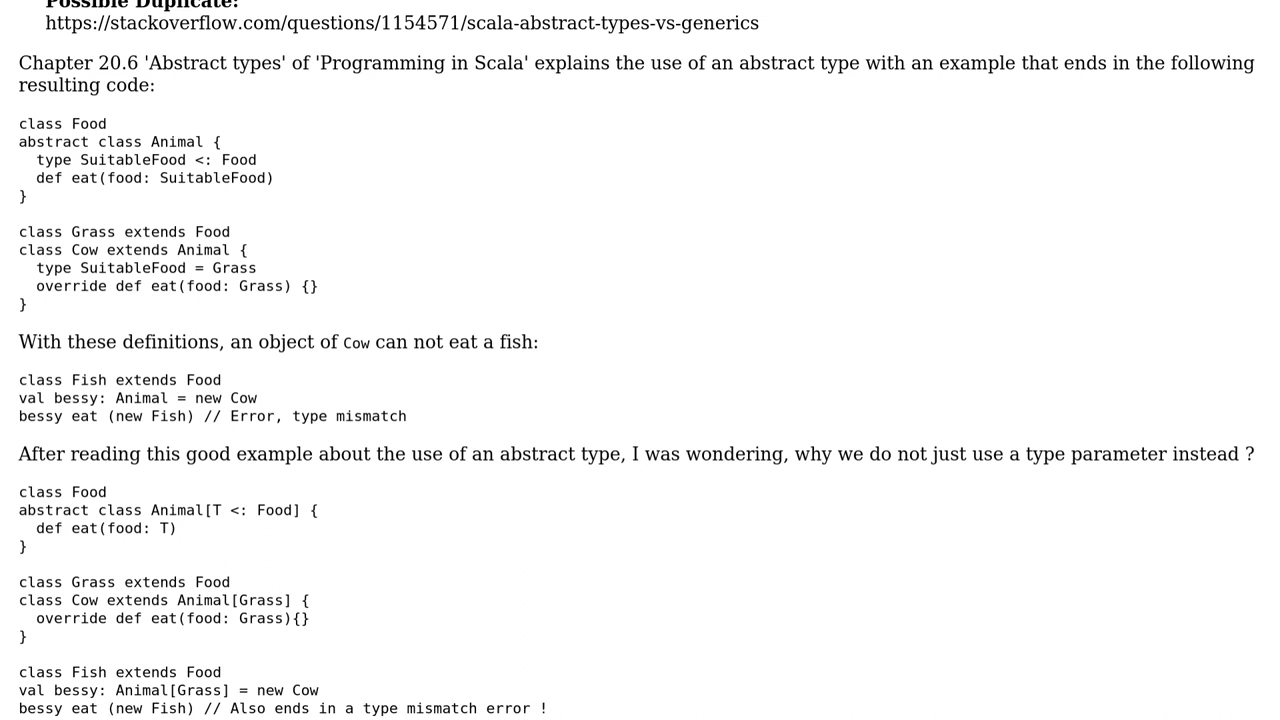 Possible Duplicate:
https://stackoverflow.com/questions/1154571/scala-abstract-types-vs-generics
Chapter 20.6 'Abstract types' of 'Programming in Scala' explains the use of an abstract type with an example that ends in the following
resulting code:
class Food
abstract class Animal {
  type SuitableFood <: Food
  def eat(food: SuitableFood)
}
class Grass extends Food
class Cow extends Animal {
  type SuitableFood = Grass
  override def eat(food: Grass) {}
}
With these definitions, an object of Cow can not eat a fish:
class Fish extends Food
val bessy: Animal = new Cow
bessy eat (new Fish) // Error, type mismatch
After reading this good example about the use of an abstract type, I was wondering, why we do not just use a type parameter instead ?
class Food
abstract class Animal[T <: Food] {
  def eat(food: T)
}
class Grass extends Food
class Cow extends Animal[Grass] {
  override def eat(food: Grass){}
}
class Fish extends Food
val bessy: Animal[Grass] = new Cow
bessy eat (new Fish) // Also ends in a type mismatch error !